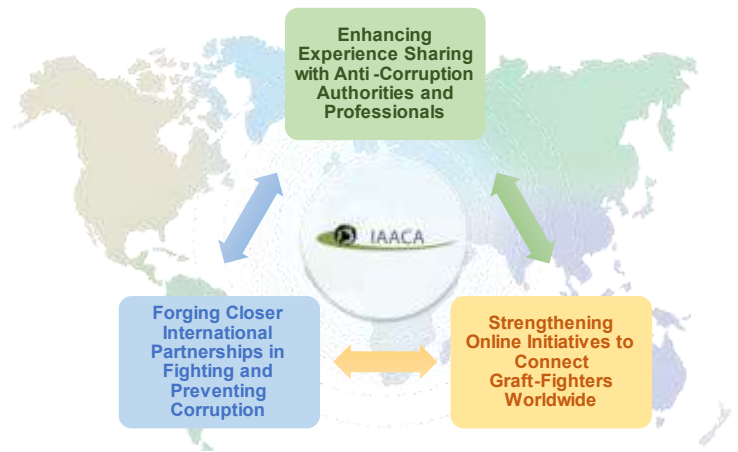 Enhancing
Experience Sharing
with Anti-Corruption
Authorities and
Professionals
IAACA
Forging Closer
International
Partnerships in
Fighting and
Preventing
Corruption
Strengthening
Online Initiatives to
Connect
Graft-Fighters
Worldwide